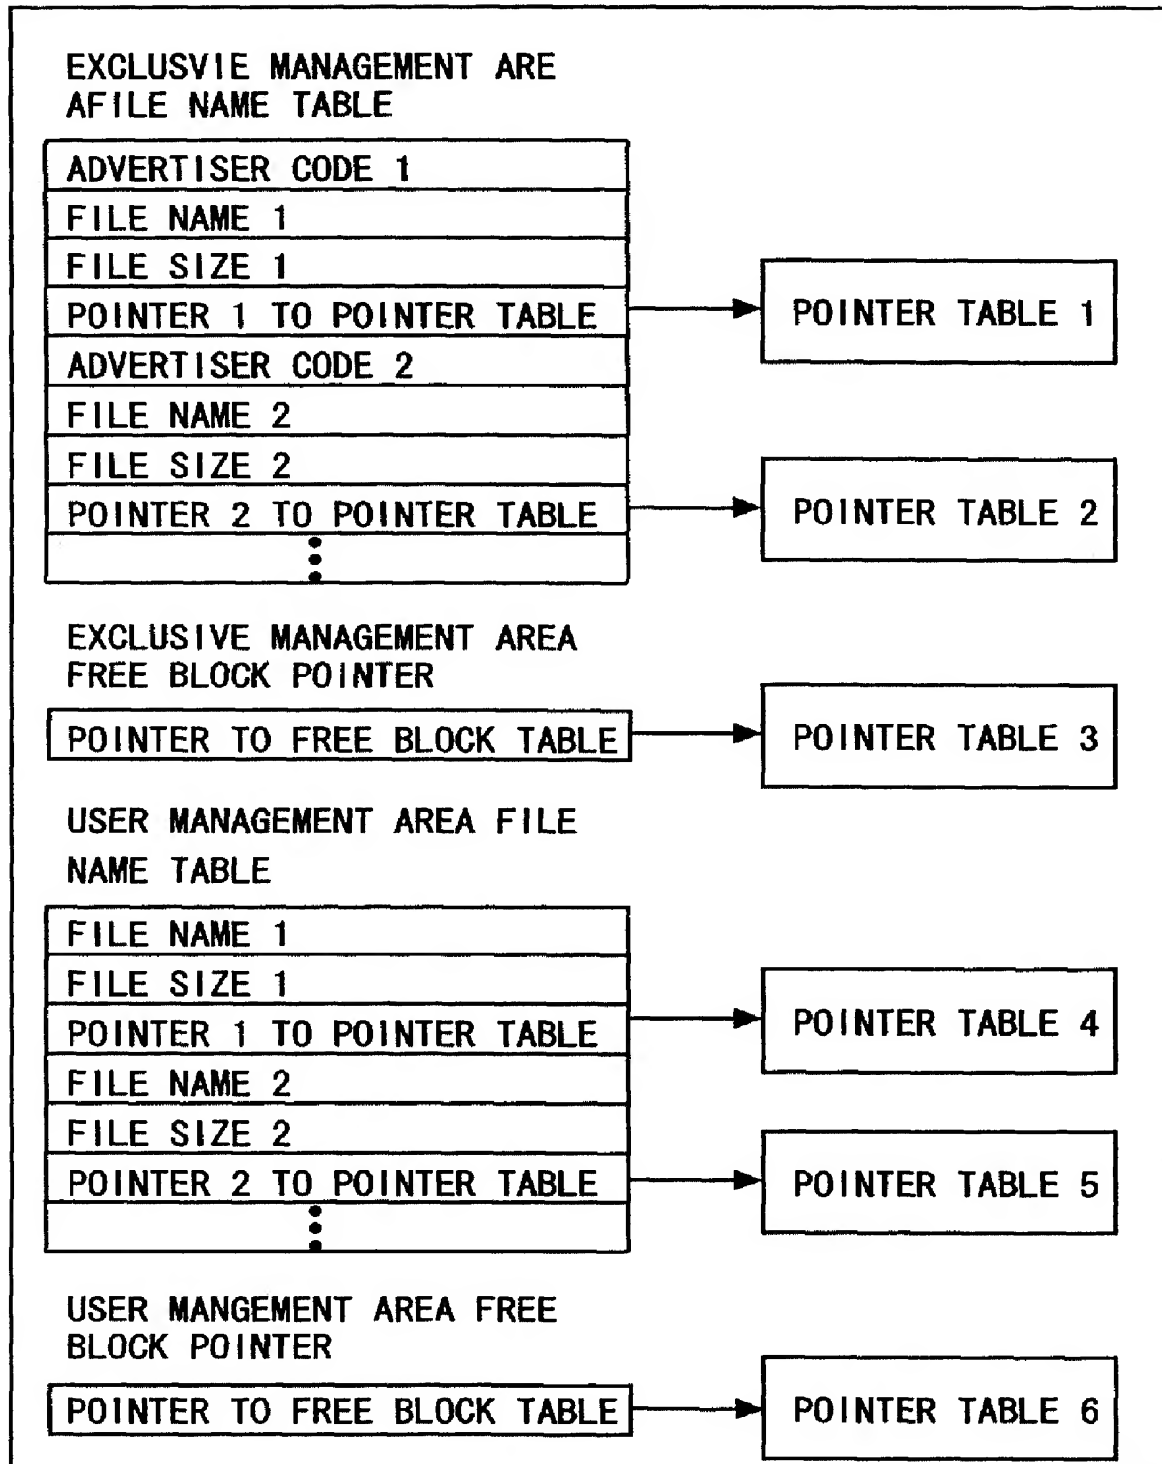 EXCLUSVIE MANAGEMENT ARE
AFILE NAME TABLE
ADVERTISER CODE 1
FILE NAME 1
FILE SIZE 1
POINTER 1 TO POINTER TABLE
POINTER TABLE 1
ADVERTISER CODE 2
FILE NAME 2
FILE SIZE 2
POINTER 2 TO POINTER TABLE
POINTER TABLE 2
EXCLUSIVE MANAGEMENT AREA
FREE BLOCK POINTER
POINTER TO FREE BLOCK TABLE
POINTER TABLE 3
USER MANAGEMENT AREA FILE
NAME TABLE
FILE NAME 1
FILE SIZE 1
POINTER 1 TO POINTER TABLE
POINTER TABLE 4
FILE NAME 2
FILE SIZE 2
POINTER 2 TO POINTER TABLE
POINTER TABLE 5
USER MANGEMENT AREA FREE
BLOCK POINTER
POINTER TO FREE BLOCK TABLE
POINTER TABLE 6